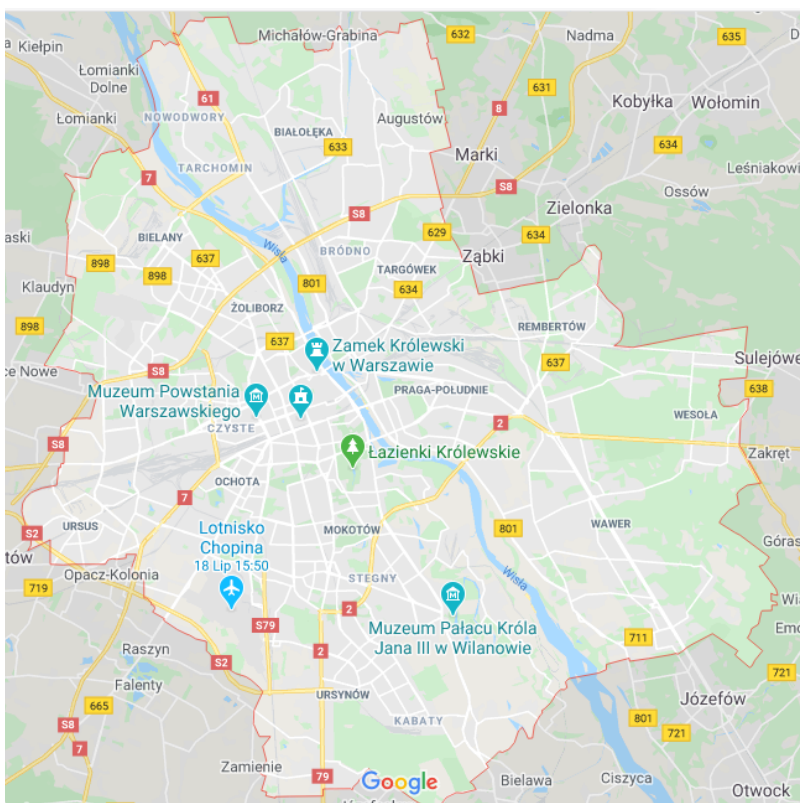 Michałów-Grabina
632
Nadma
635
Kiełpin
Łomianki
Dolne
61
8
631
Kobyłka
Wołomin
Łomianki
NOWODWORY
Augustów
BIAŁOŁĘKA
633
634
Marki
TARCHOMIN
7
S8
Leśniakowi
Ossów
Zielonka
S8
BIELANY
Wisła
629
634
637
BRÓDNO
Ząbki
898
898
TARGÓWEK
Klaudyn
801
634
ŻOLIBORZ
898
REMBERTÓW
637
Zamek Królewski
w Warszawie
637
Sulejówe
S8
ce Nowe
Muzeum Powstania
Warszawskiego
PRAGA-POŁUDNIE
638
WESOŁA
CZYSTE
2
S8
Łazienki Królewskie
Zakręt
OCHOTA
7
URSUS
S2
Lotnisko
Chopina
18 Lip 15:50
MOKOTÓW
801
WAWER
Góras
tów
Opacz-Kolonia
STEGNY
Wisła
719
2
Muzeum Pałacu Króla
Jana III w Wilanowie
S79
711
Raszyn
2
S2
721
Falenty
URSYNÓW
Józefów
665
KABATY
801
S8
721
7
Zamienie
79
Google
Bielawa
Ciszyca
Otwock